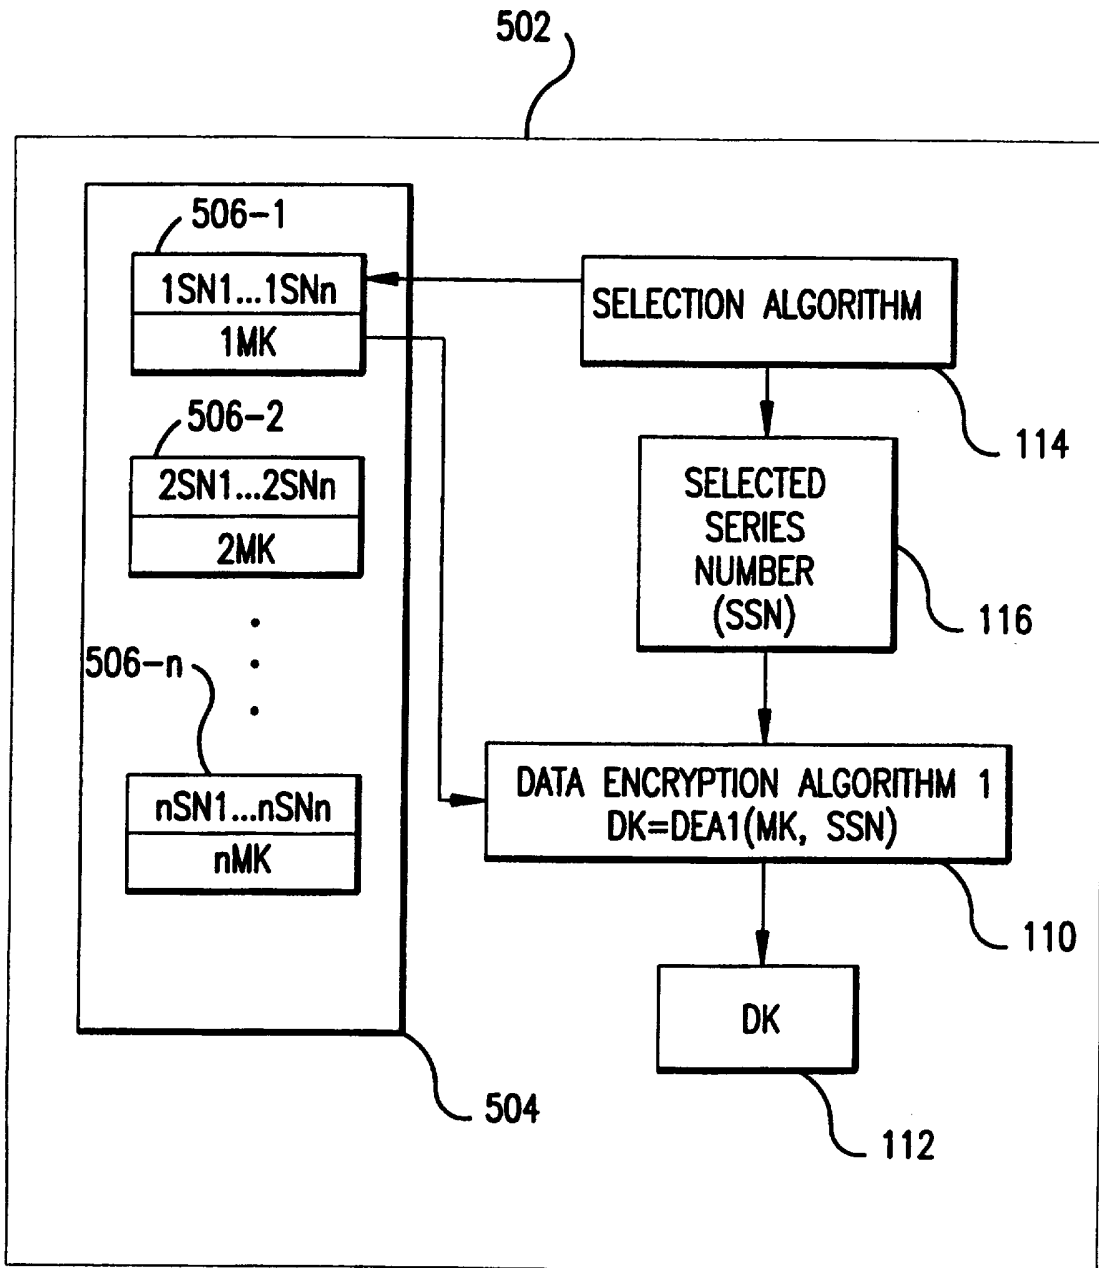 502
506-1
1SN1...1SNn
1MK
506-2
2SN1...2SNn
2MK
506-n
nSN1...nSNn
nMK
504
SELECTION ALGORITHM
114
SELECTED
SERIES
NUMBER
(SSN)
116
DATA ENCRYPTION ALGORITHM 1
DK=DEA1(MK, SSN)
110
DK
112